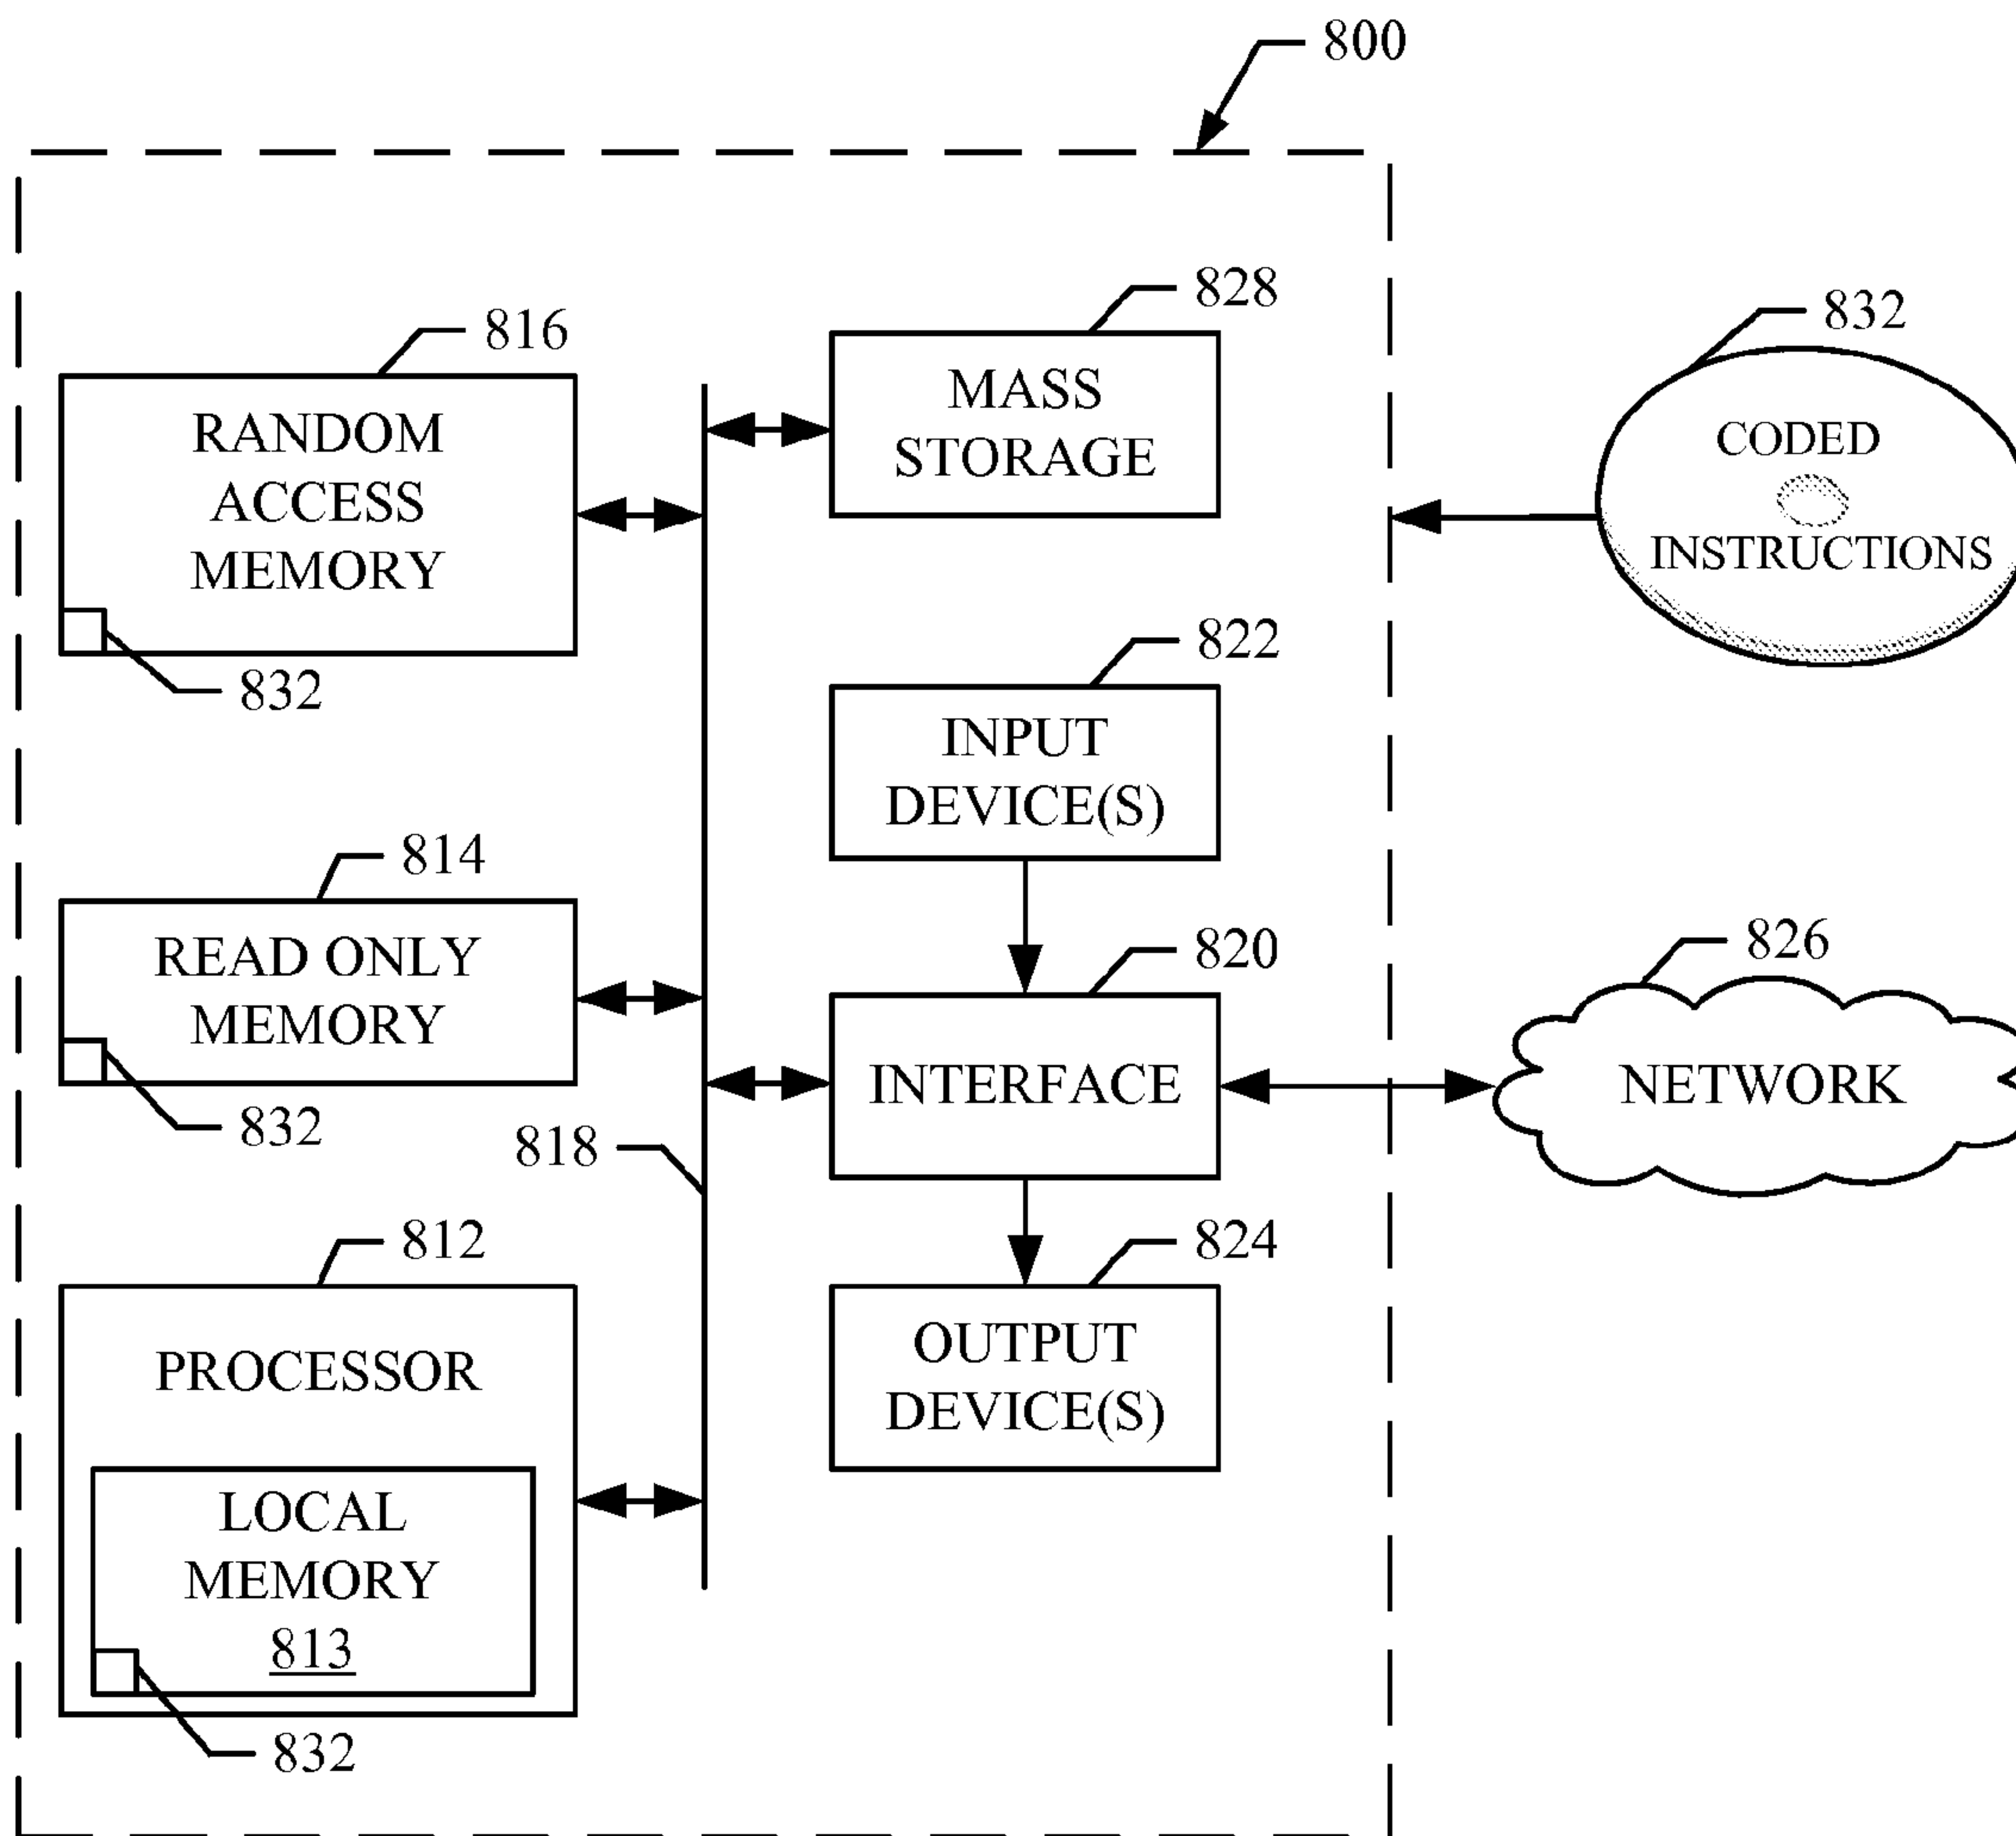 800
828
816
MASS
STORAGE
RANDOM
ACCESS
MEMORY
832
832
CODED
INSTRUCTIONS
822
INPUT
DEVICE(S)
814
READ ONLY
MEMORY
832
820
INTERFACE
826
NETWORK
818
812
PROCESSOR
LOCAL
MEMORY
813
832
824
OUTPUT
DEVICE(S)